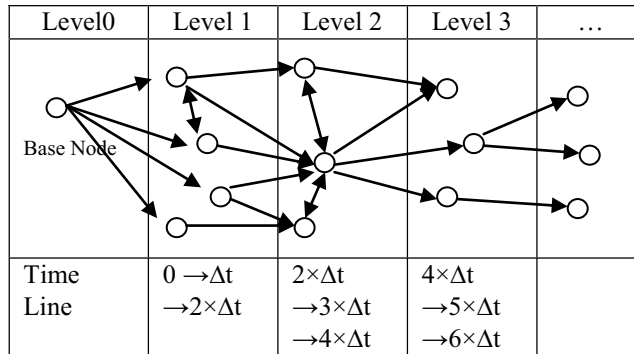 Level0 Level 1 Level 2 Level 3 …
Base Node
Time 0 →Δt 2×Δt 4×Δt
Line →2×Δt →3×Δt →5×Δt
→4×Δt →6×Δt